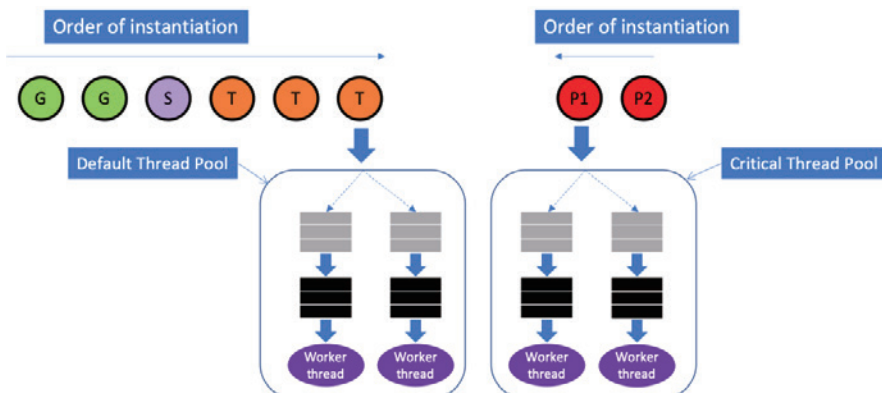 Order of instantiation
Order of instantiation
G G S T T T
P1 P2
Default Thread Pool
Critical Thread Pool
Worker
thread
Worker
thread
Worker
thread
Worker
thread